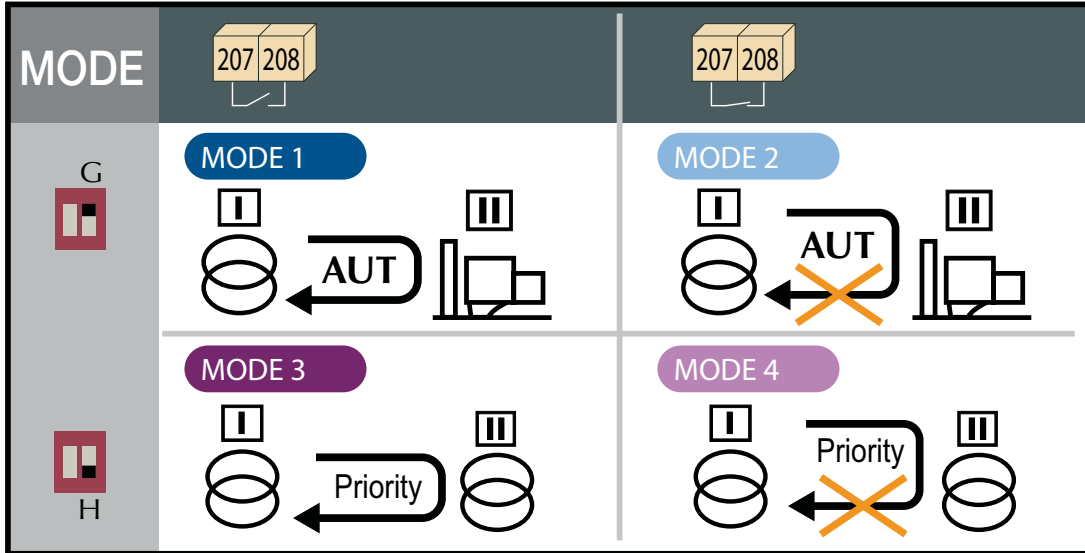 MODE
207 208
207 208
G
MODE 1
I
II
AUT
MODE 2
I
II
AUT
H
MODE 3
I
II
Priority
MODE 4
I
II
Priority